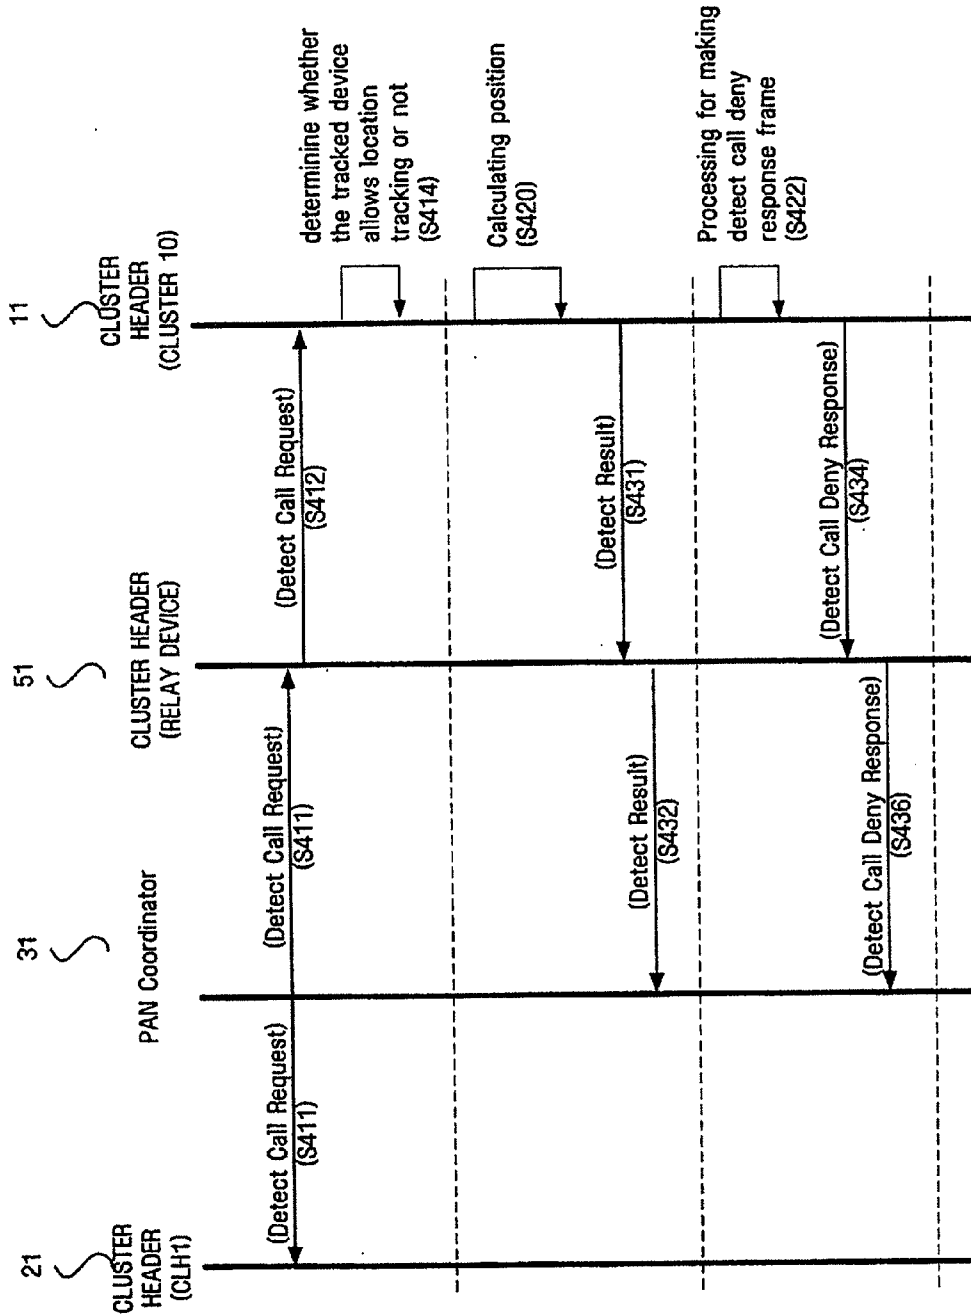 21
CLUSTER
HEADER
(CLH1)
31
PAN Coordinator
51
CLUSTER HEADER
(RELAY DEVICE)
11
CLUSTER
HEADER
(CLUSTER 10)
(Detect Call Request)
(S411)
(Detect Call Request)
(S411)
(Detect Call Request)
(S412)
determinine whether
the tracked device
allows location
tracking or not
(S414)
Calculating position
(S420)
(Detect Result)
(S431)
(Detect Result)
(S432)
Processing for making
detect call deny
response frame
(S422)
(Detect Call Deny Response)
(S434)
(Detect Call Deny Response)
(S436)